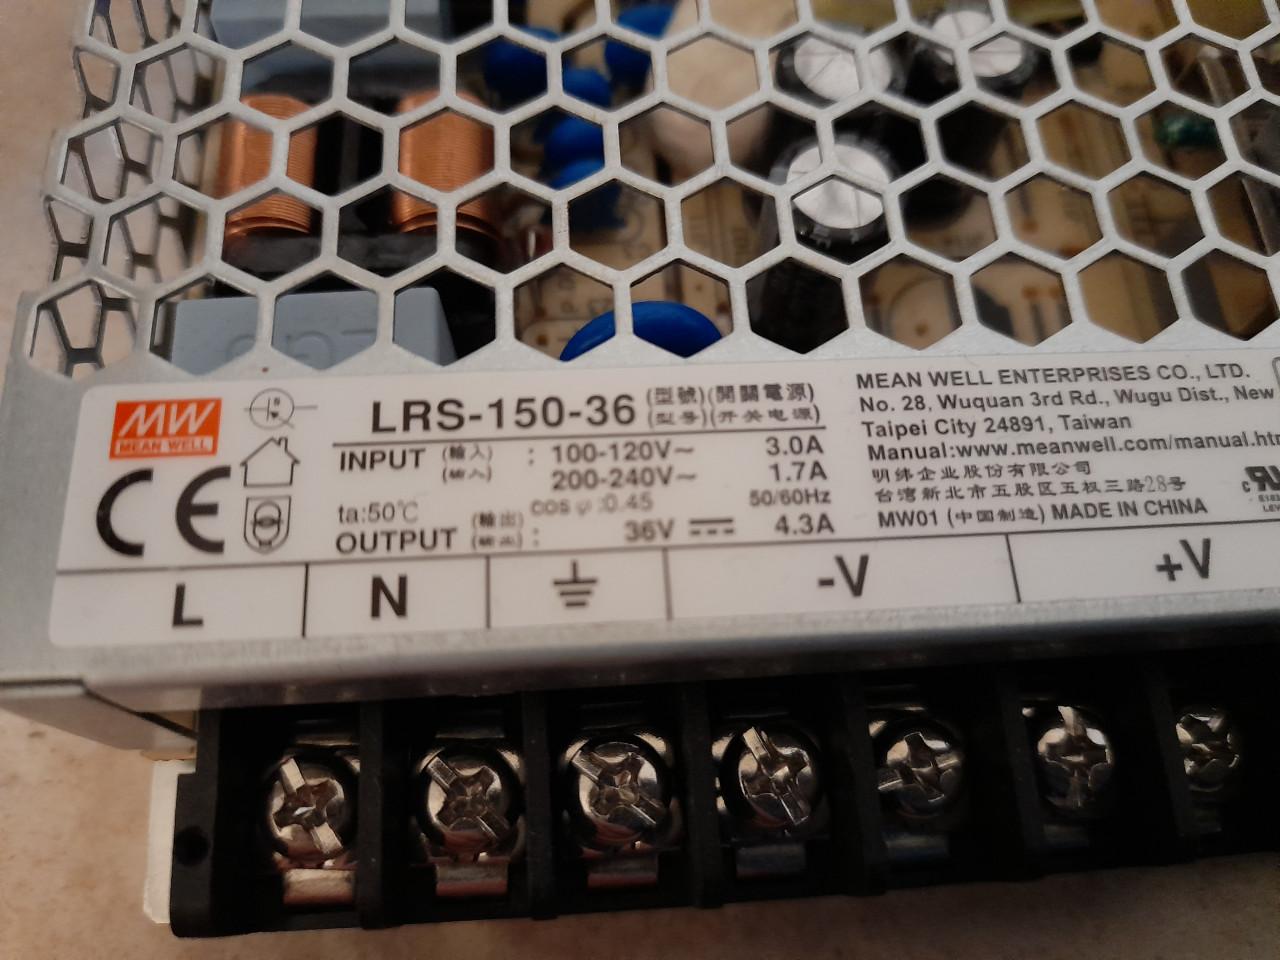 MW
MEAN WELL
LRS-150-36 (型號)(開關電源)
(型号)(开关电源)
INPUT (輸入) : 100-120V~ 3.0A
(输入) 200-240V~ 1.7A
ta:50℃ cosφ:0.45 50/60Hz
OUTPUT (輸出) : 36V 4.3A
(输出)
CE
MEAN WELL ENTERPRISES CO., LTD.
No. 28, Wuquan 3rd Rd., Wugu Dist., New
Taipei City 24891, Taiwan
Manual:www.meanwell.com/manual.htm
明纬企业股份有限公司
台湾新北市五股区五权三路28号
MW01 (中国制造) MADE IN CHINA
L N -V +V